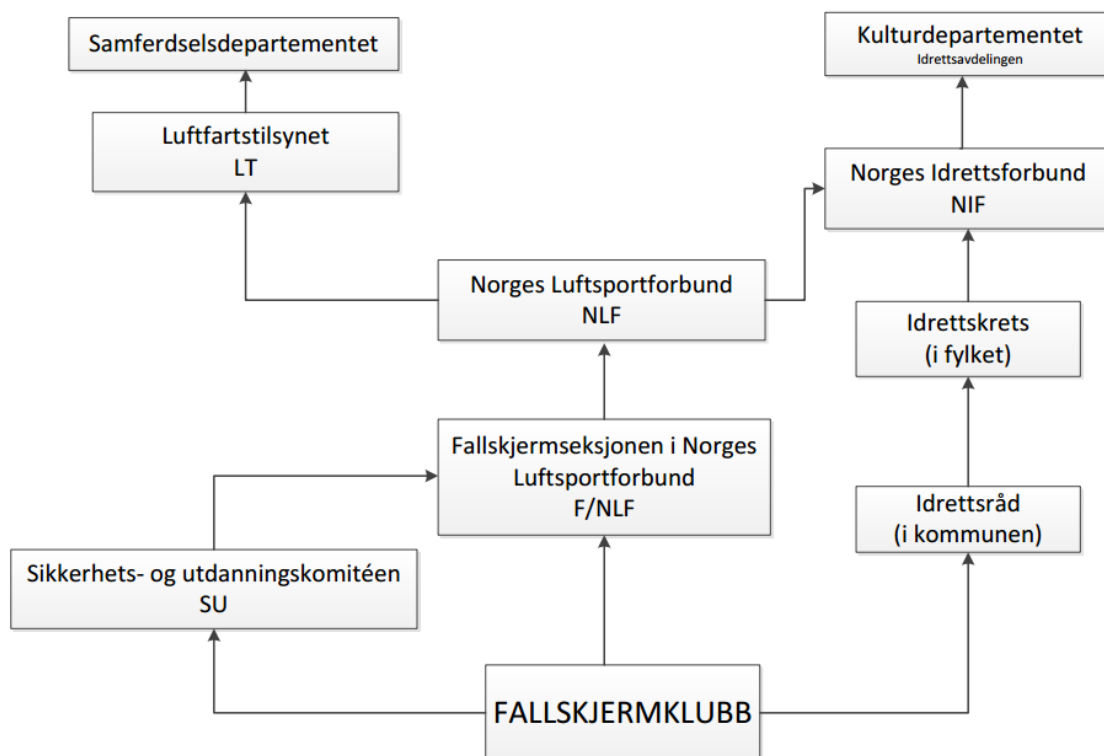 Samferdselsdepartementet
Kulturdepartementet
Idrettsavdelingen
Luftfartstilsynet
LT
Norges Idrettsforbund
NIF
Norges Luftsportforbund
NLF
Idrettskrets
(i fylket)
Fallskjermseksjonen i Norges
Luftsportforbund
F/NLF
Idrettsråd
(i kommunen)
Sikkerhets- og utdanningskomitéen
SU
FALLSKJERMKLUBB